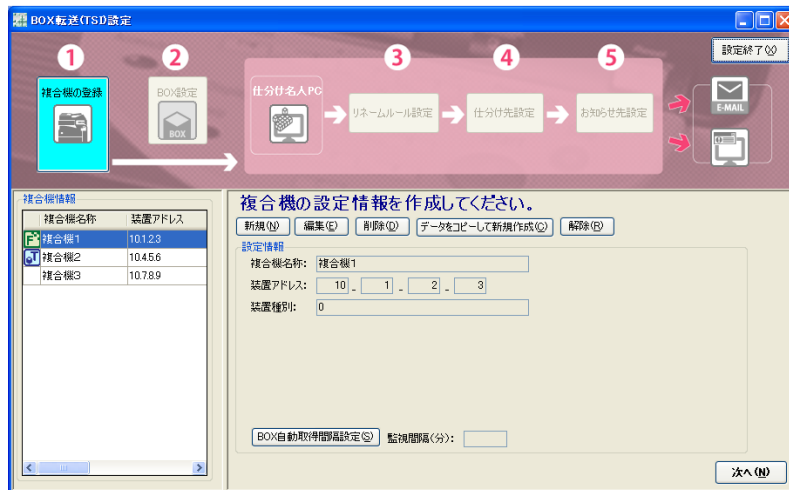 BOX転送(TSI)設定
設定終了(X)
1
2
3
4
5
複合機の登録
BOX設定
BOX
仕分け名人PC
リネームルール設定
仕分け先設定
お知らせ先設定
E-MAIL
複合機情報
複合機名称 装置アドレス
複合機1 10.1.2.3
複合機2 10.4.5.6
複合機3 10.7.8.9
複合機の設定情報を作成してください。
新規(N) 編集(E) 削除(D) データをコピーして新規作成(C) 解除(R)
設定情報
複合機名称: 複合機1
装置アドレス: 10 . 1 . 2 . 3
装置種別: 0
BOX自動取得間隔設定(S) 監視間隔(分):
次へ(N)